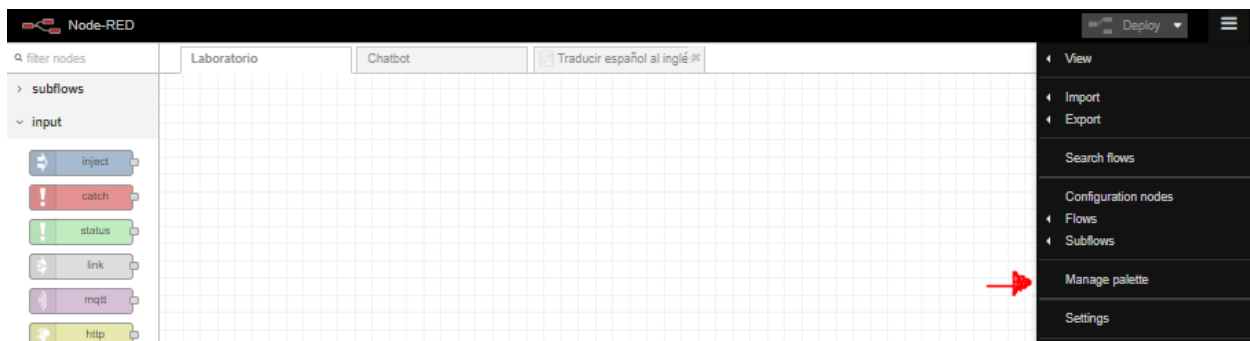 Node-RED
Deploy
filter nodes
Laboratorio
Chatbot
Traducir español al inglé
subflows
input
inject
catch
status
link
mqtt
http
View
Import
Export
Search flows
Configuration nodes
Flows
Subflows
Manage palette
Settings